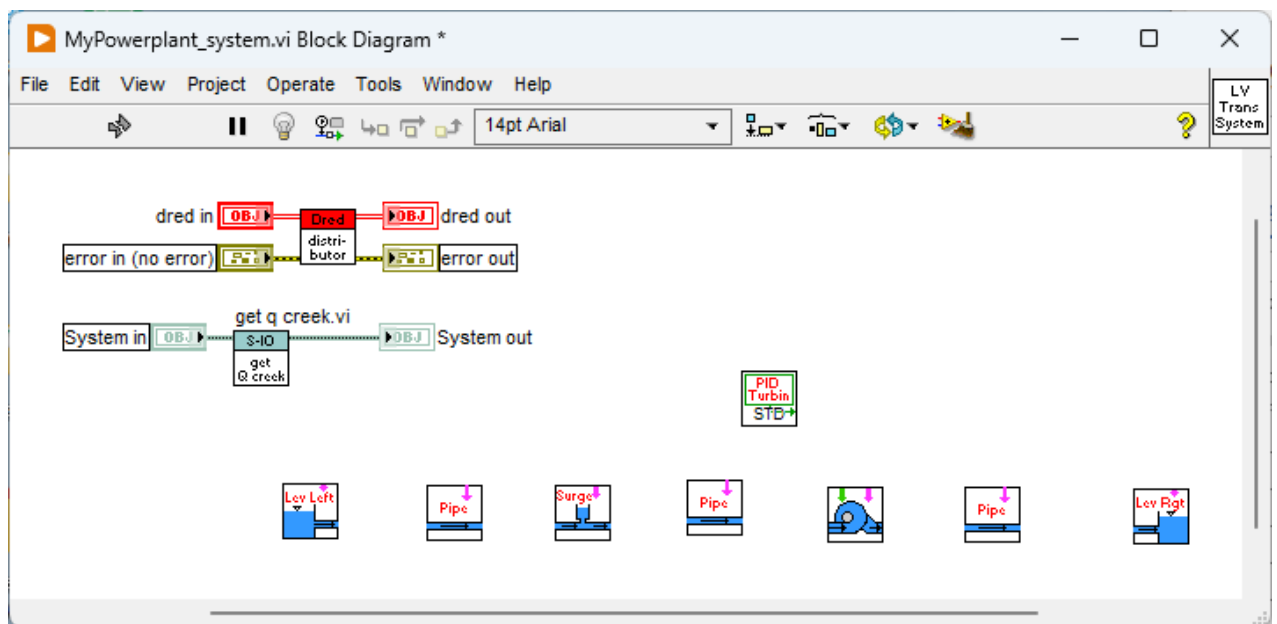 MyPowerplant_system.vi Block Diagram *
File Edit View Project Operate Tools Window Help
LV
Trans
System
14pt Arial
?
dred in OBJ Dred OBJ dred out
distri-
butor
error in (no error) error out
get q creek.vi
System in OBJ S-IO OBJ System out
get
Q creek
PID
Turbin
STB
Lev Left
Pipe
Surge
Pipe
Pipe
Lev Rgt